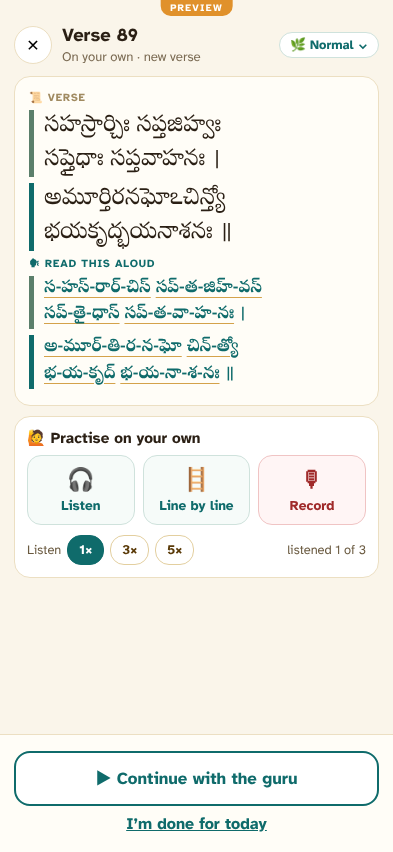 PREVIEW
✕
Verse 89
On your own · new verse
🌿 Normal
📜 VERSE
సహస్రార్చిః సప్తజిహ్వః
సప్తైధాః సప్తవాహనః |
అమూర్తిరనఘోఽచిన్త్యో
భయకృద్భయనాశనః ||
🗣 READ THIS ALOUD
స-హస్-రార్-చిస్ సప్-త-జిహ్-వస్
సప్-తై-ధాస్ సప్-త-వా-హ-నః |
అ-మూర్-తి-ర-న-ఘో చిన్-త్యో
భ-య-కృద్ భ-య-నా-శ-నః ||
🙋 Practise on your own
🎧 Listen
🪜 Line by line
🎙 Record
Listen 1× 3× 5× listened 1 of 3
▶ Continue with the guru
I'm done for today